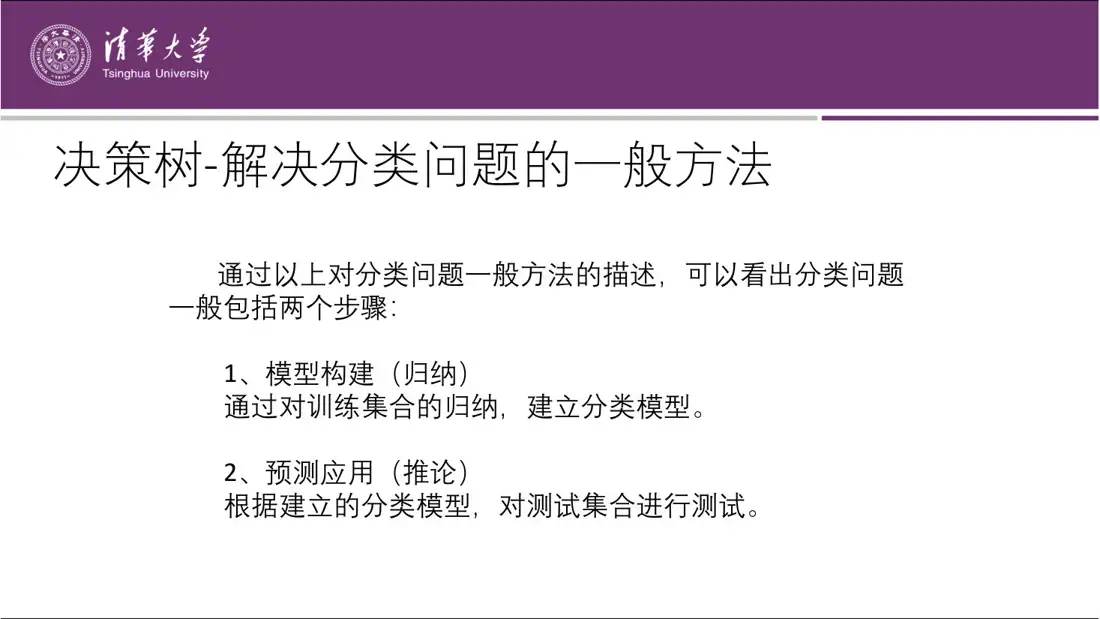 清华大学
Tsinghua University
决策树-解决分类问题的一般方法
通过以上对分类问题一般方法的描述，可以看出分类问题
一般包括两个步骤：
1、模型构建（归纳）
通过对训练集合的归纳，建立分类模型。
2、预测应用（推论）
根据建立的分类模型，对测试集合进行测试。